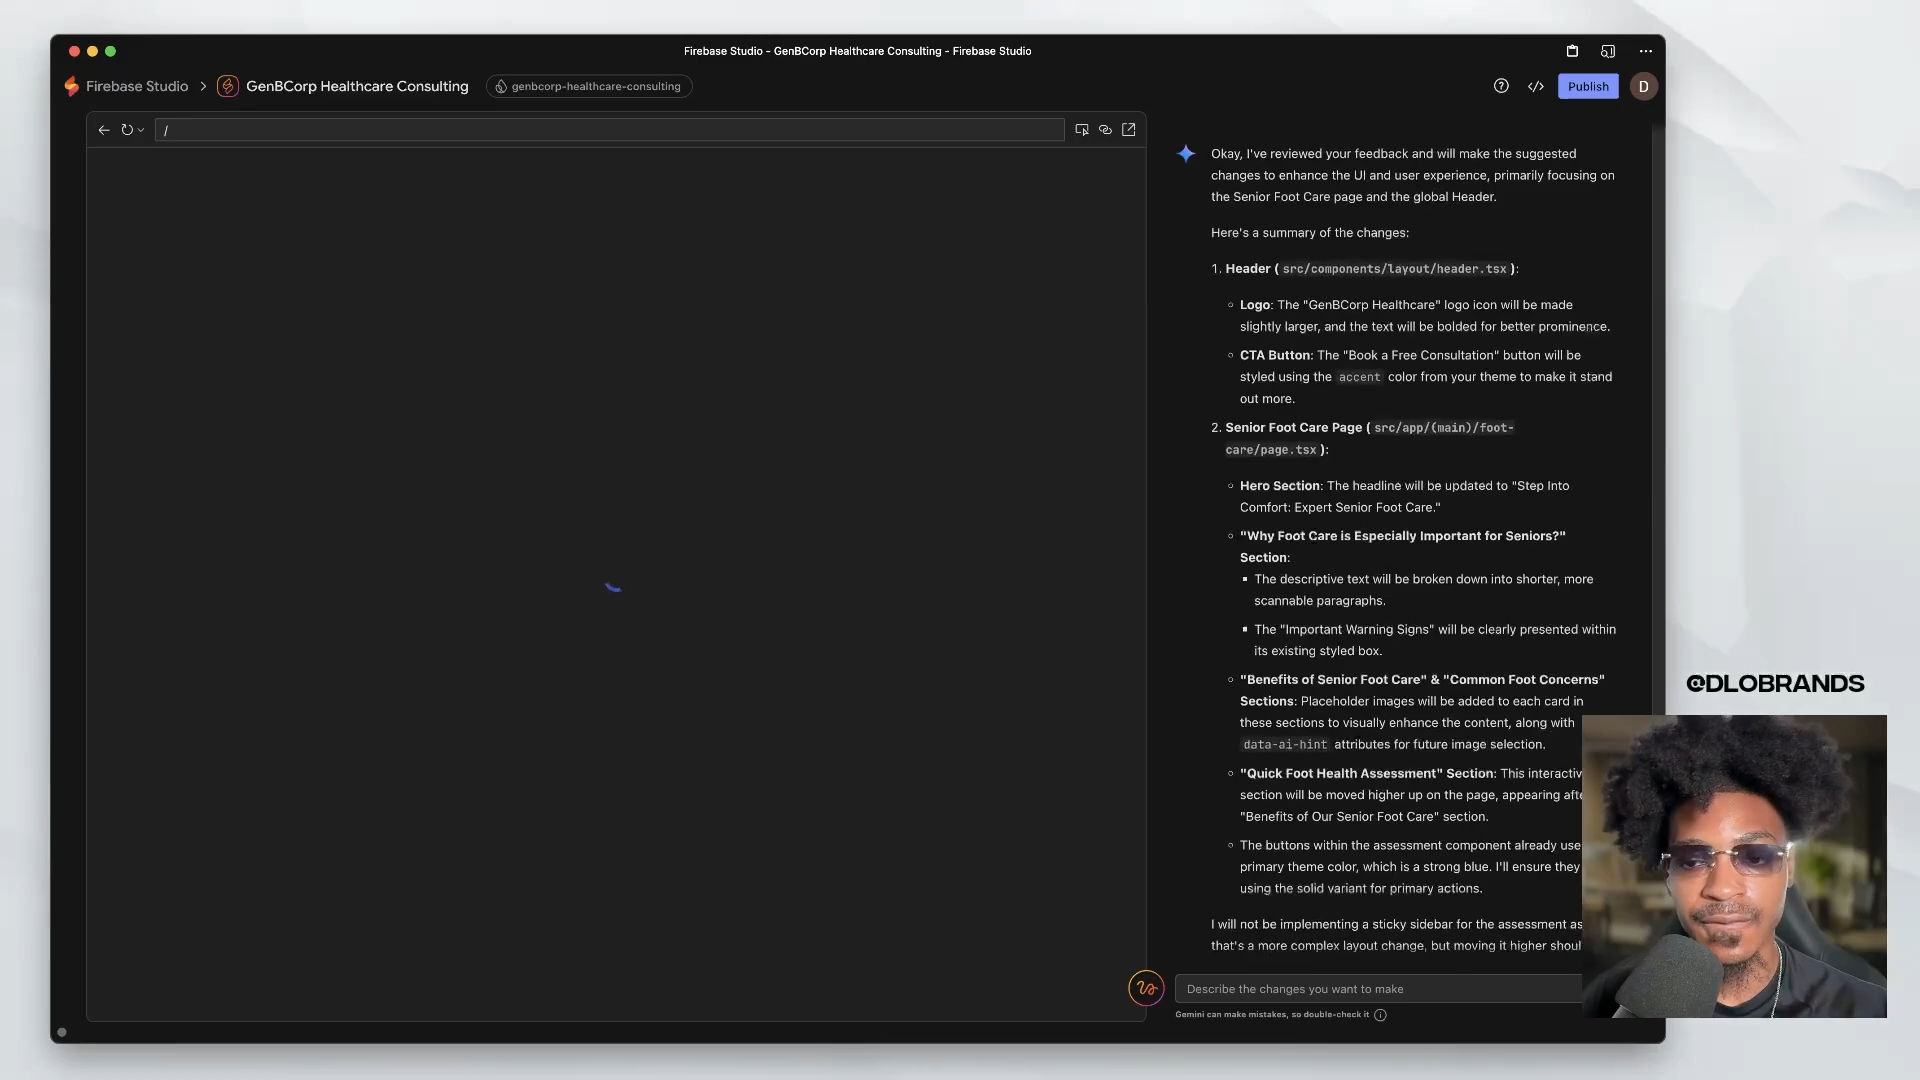 Firebase Studio - GenBCorp Healthcare Consulting - Firebase Studio
Firebase Studio > GenBCorp Healthcare Consulting genbcorp-healthcare-consulting Publish D
/
Okay, I've reviewed your feedback and will make the suggested
changes to enhance the UI and user experience, primarily focusing on
the Senior Foot Care page and the global Header.
Here's a summary of the changes:
1. Header ( src/components/layout/header.tsx ):
Logo: The "GenBCorp Healthcare" logo icon will be made
slightly larger, and the text will be bolded for better prominence.
CTA Button: The "Book a Free Consultation" button will be
styled using the accent color from your theme to make it stand
out more.
2. Senior Foot Care Page ( src/app/(main)/foot-
care/page.tsx ):
Hero Section: The headline will be updated to "Step Into
Comfort: Expert Senior Foot Care."
"Why Foot Care is Especially Important for Seniors?"
Section:
The descriptive text will be broken down into shorter, more
scannable paragraphs.
The "Important Warning Signs" will be clearly presented within
its existing styled box.
"Benefits of Senior Foot Care" & "Common Foot Concerns"
Sections: Placeholder images will be added to each card in
these sections to visually enhance the content, along with
data-ai-hint attributes for future image selection.
"Quick Foot Health Assessment" Section: This interactiv
section will be moved higher up on the page, appearing afte
"Benefits of Our Senior Foot Care" section.
The buttons within the assessment component already use
primary theme color, which is a strong blue. I'll ensure they
using the solid variant for primary actions.
I will not be implementing a sticky sidebar for the assessment as
that's a more complex layout change, but moving it higher shoul
Describe the changes you want to make
Gemini can make mistakes, so double-check it
@DLOBRANDS